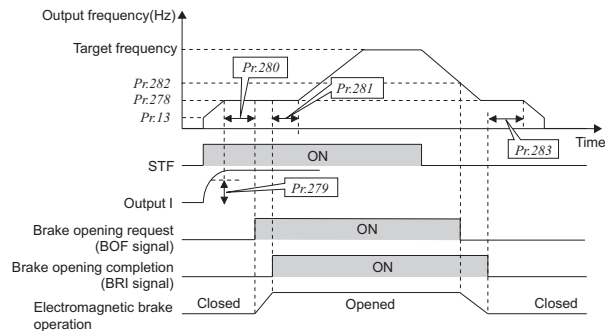 Output frequency(Hz)
Target frequency
Pr.280
Pr.282
Pr.281
Pr.278
Pr.13
Time
Pr.283
STF
ON
Pr.279
Output I
Brake opening request
(BOF signal)
ON
Brake opening completion
(BRI signal)
ON
Electromagnetic brake
operation
Closed
Opened
Closed